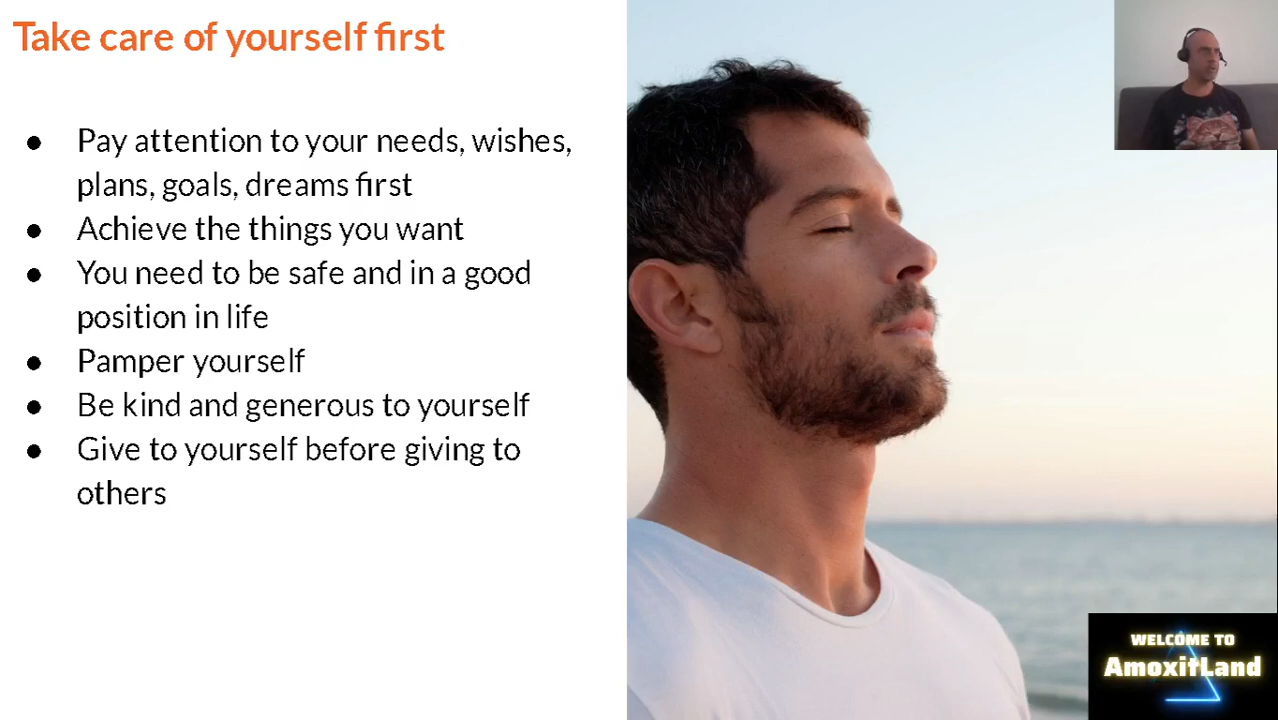 Take care of yourself first
● Pay attention to your needs, wishes,
plans, goals, dreams first
● Achieve the things you want
● You need to be safe and in a good
position in life
● Pamper yourself
● Be kind and generous to yourself
● Give to yourself before giving to
others
WELCOME TO
AmoxitLand